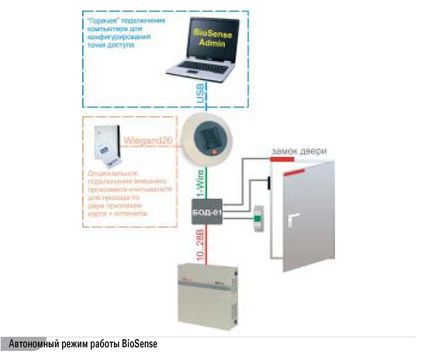 "Горячее" подключение
компьютера для
конфигурирования
точки доступа
BioSense
Admin
USB
Wiegand26
замок двери
Опциональное
подключение внешнего
проксимити-считывателя
для прохода по
двум признакам
карта + отпечаток
1-Wire
БОД-01
10..28В
Автономный режим работы BioSense